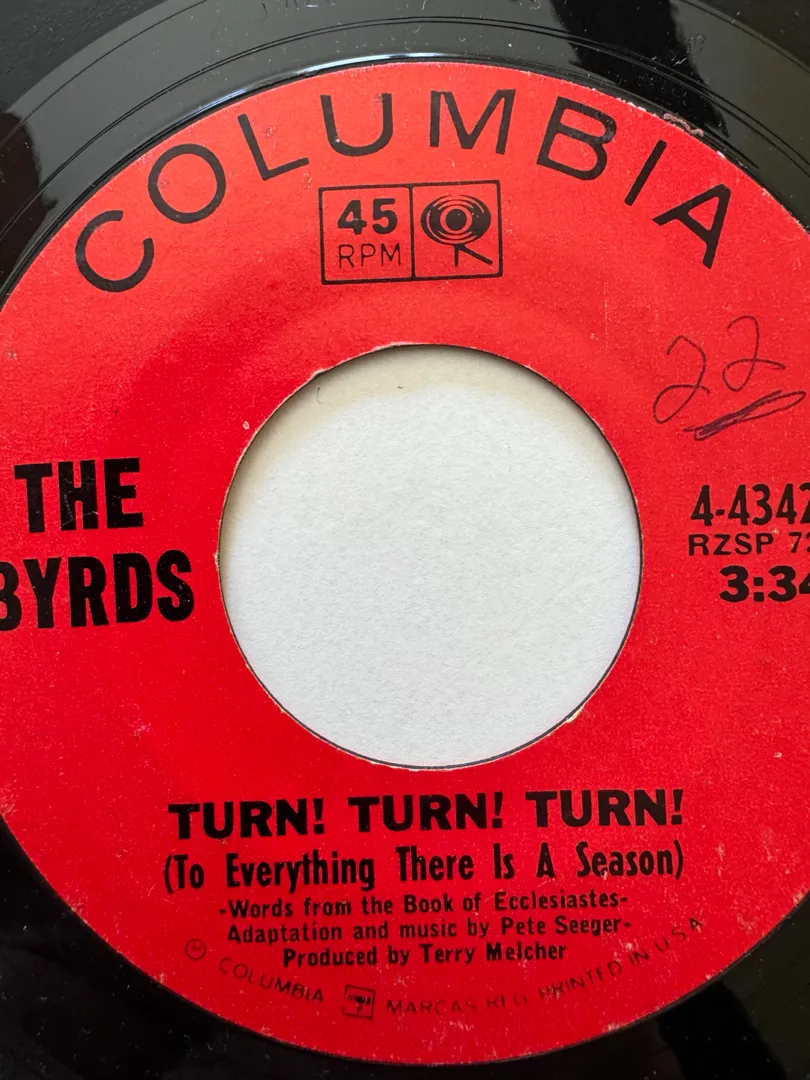 COLUMBIA
45
RPM
22
THE
BYRDS
4-4342
RZSP 7
3:34
TURN! TURN! TURN!
(To Everything There Is A Season)
-Words from the Book of Ecclesiastes-
Adaptation and music by Pete Seeger-
Produced by Terry Melcher
Ⓜ COLUMBIA MARCAS REG. PRINTED IN U.S.A